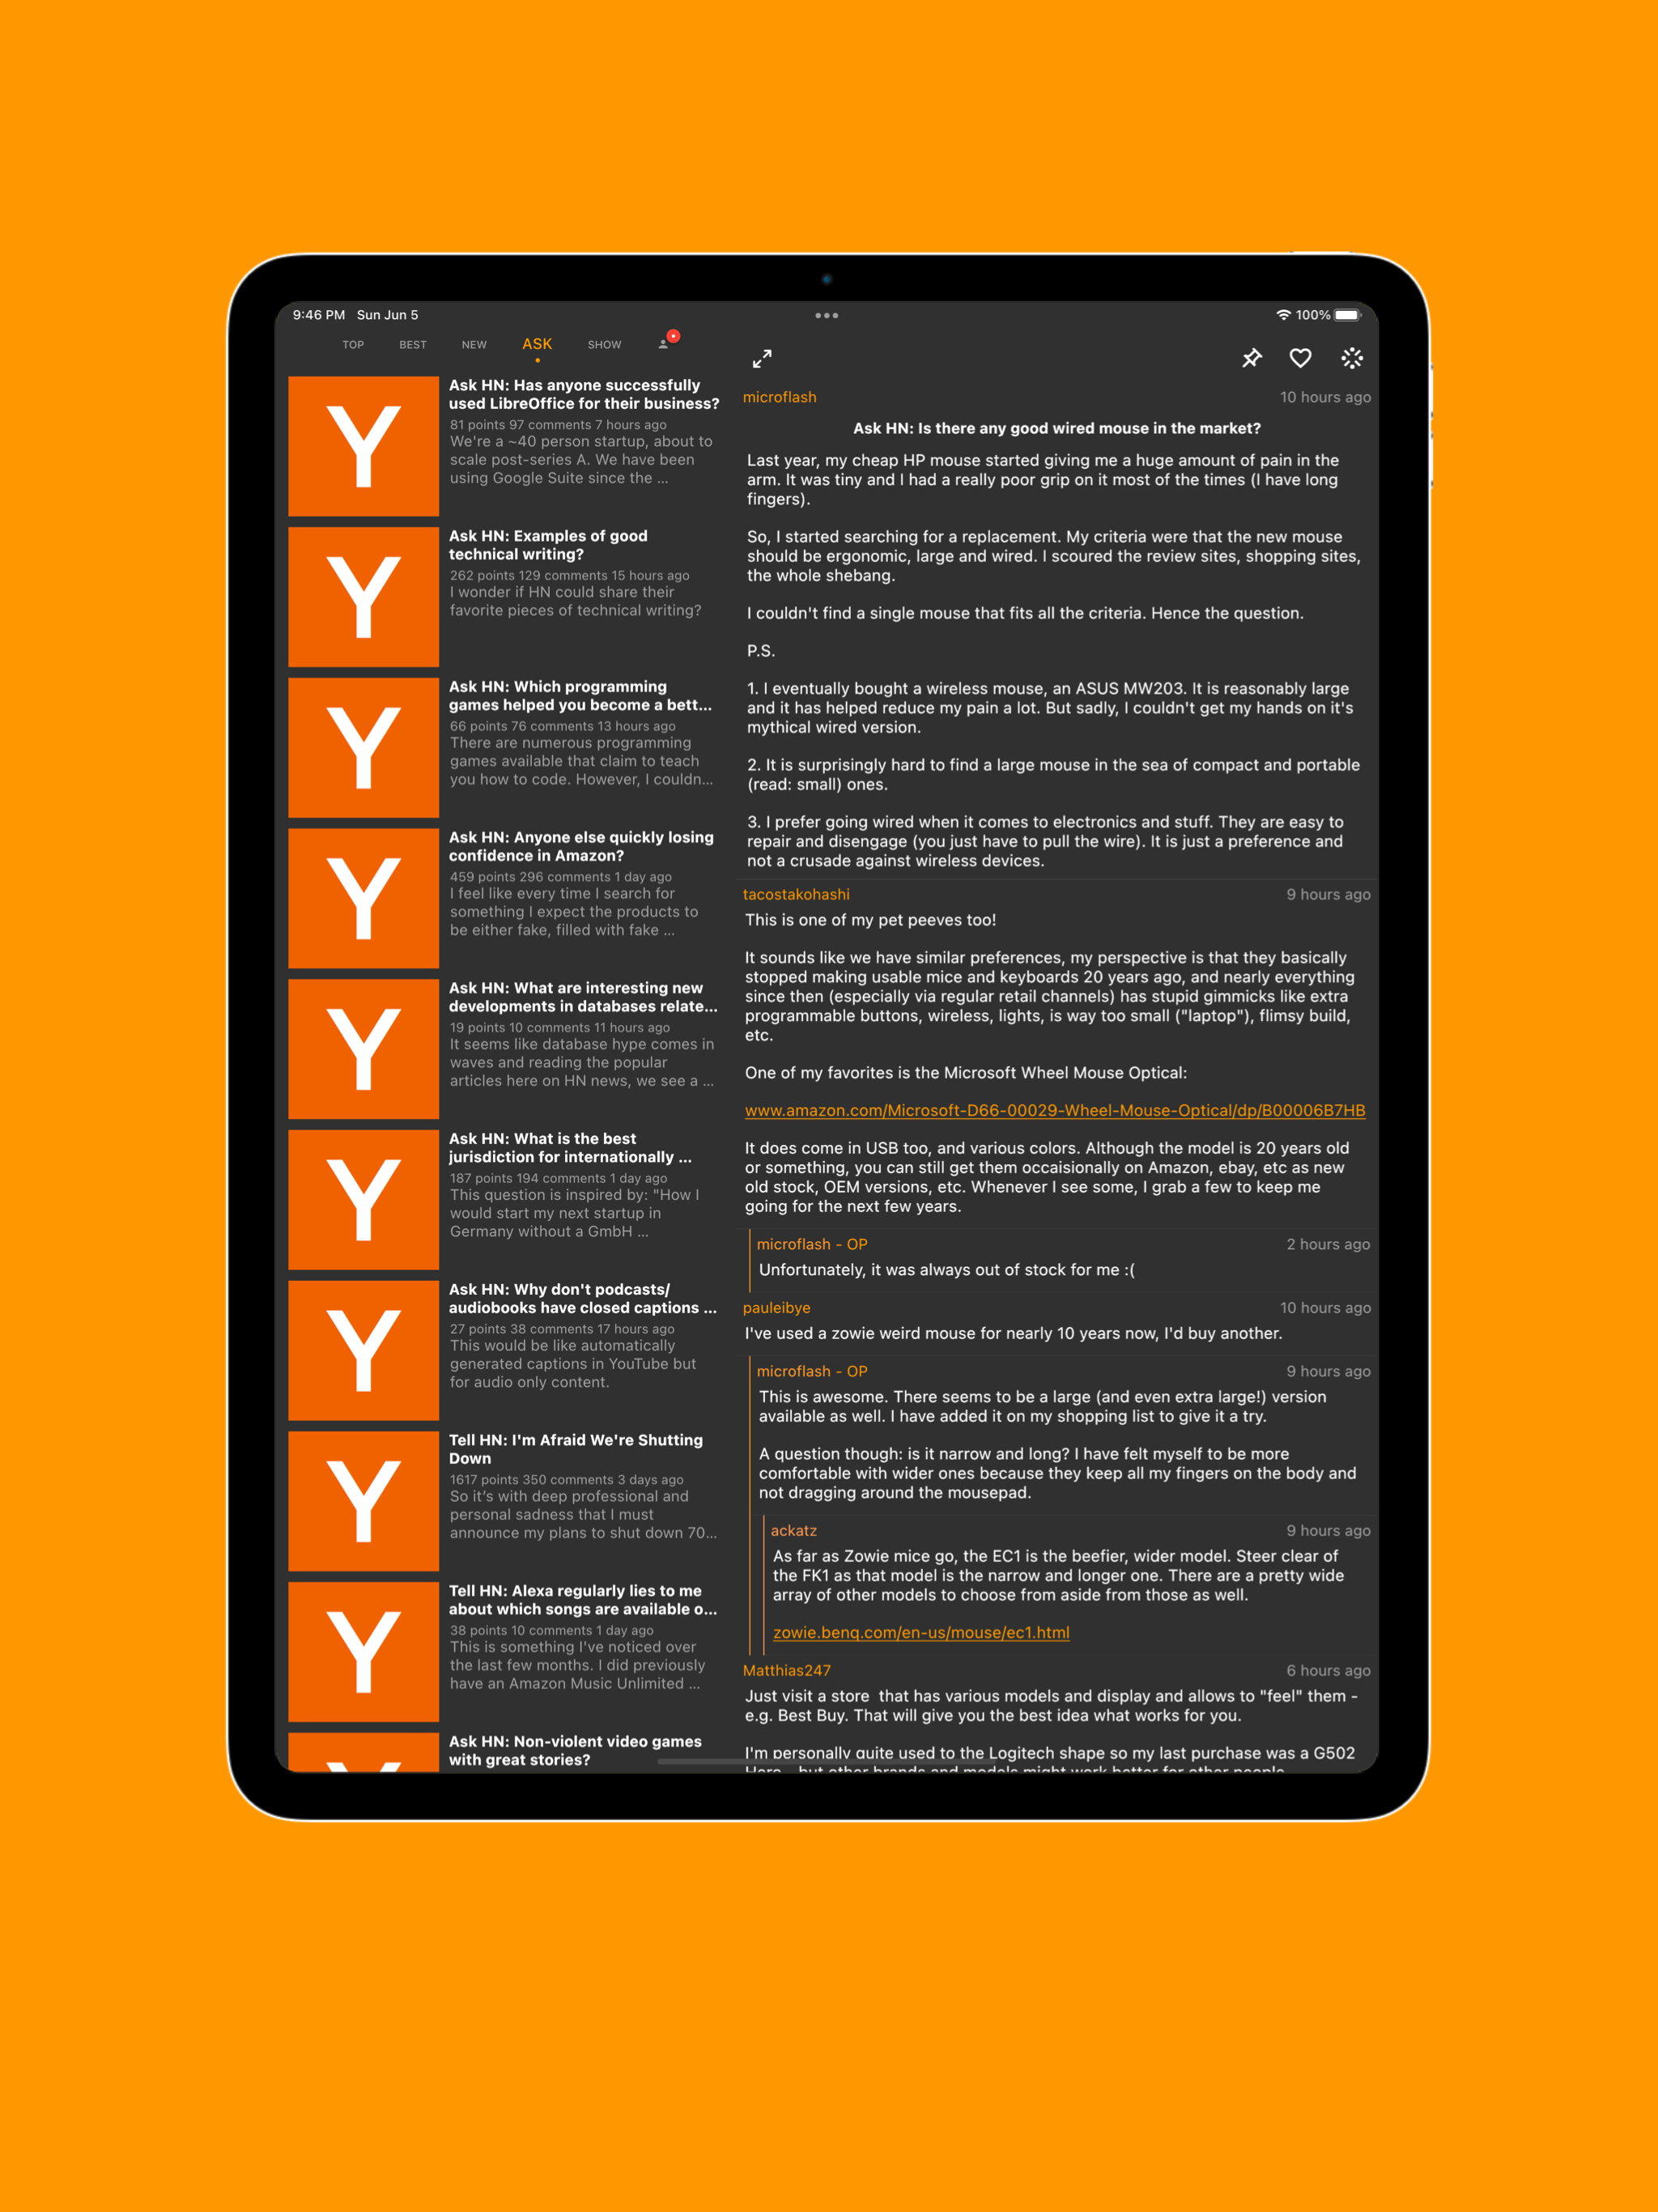 9:46 PM Sun Jun 5
100%
TOP BEST NEW ASK SHOW
Y
Ask HN: Has anyone successfully
used LibreOffice for their business?
81 points 97 comments 7 hours ago
We're a ~40 person startup, about to
scale post-series A. We have been
using Google Suite since the ...
Y
Ask HN: Examples of good
technical writing?
262 points 129 comments 15 hours ago
I wonder if HN could share their
favorite pieces of technical writing?
Y
Ask HN: Which programming
games helped you become a bett...
66 points 76 comments 13 hours ago
There are numerous programming
games available that claim to teach
you how to code. However, I couldn...
Y
Ask HN: Anyone else quickly losing
confidence in Amazon?
459 points 296 comments 1 day ago
I feel like every time I search for
something I expect the products to
be either fake, filled with fake ...
Y
Ask HN: What are interesting new
developments in databases relate...
19 points 10 comments 11 hours ago
It seems like database hype comes in
waves and reading the popular
articles here on HN news, we see a ...
Y
Ask HN: What is the best
jurisdiction for internationally ...
187 points 194 comments 1 day ago
This question is inspired by: "How I
would start my next startup in
Germany without a GmbH ...
Y
Ask HN: Why don't podcasts/
audiobooks have closed captions ...
27 points 38 comments 17 hours ago
This would be like automatically
generated captions in YouTube but
for audio only content.
Y
Tell HN: I'm Afraid We're Shutting
Down
1617 points 350 comments 3 days ago
So it's with deep professional and
personal sadness that I must
announce my plans to shut down 70...
Y
Tell HN: Alexa regularly lies to me
about which songs are available o...
38 points 10 comments 1 day ago
This is something I've noticed over
the last few months. I did previously
have an Amazon Music Unlimited ...
Y
Ask HN: Non-violent video games
with great stories?
microflash 10 hours ago
Ask HN: Is there any good wired mouse in the market?
Last year, my cheap HP mouse started giving me a huge amount of pain in the
arm. It was tiny and I had a really poor grip on it most of the times (I have long
fingers).
So, I started searching for a replacement. My criteria were that the new mouse
should be ergonomic, large and wired. I scoured the review sites, shopping sites,
the whole shebang.
I couldn't find a single mouse that fits all the criteria. Hence the question.
P.S.
1. I eventually bought a wireless mouse, an ASUS MW203. It is reasonably large
and it has helped reduce my pain a lot. But sadly, I couldn't get my hands on it's
mythical wired version.
2. It is surprisingly hard to find a large mouse in the sea of compact and portable
(read: small) ones.
3. I prefer going wired when it comes to electronics and stuff. They are easy to
repair and disengage (you just have to pull the wire). It is just a preference and
not a crusade against wireless devices.
tacostakohashi 9 hours ago
This is one of my pet peeves too!
It sounds like we have similar preferences, my perspective is that they basically
stopped making usable mice and keyboards 20 years ago, and nearly everything
since then (especially via regular retail channels) has stupid gimmicks like extra
programmable buttons, wireless, lights, is way too small ("laptop"), flimsy build,
etc.
One of my favorites is the Microsoft Wheel Mouse Optical:
www.amazon.com/Microsoft-D66-00029-Wheel-Mouse-Optical/dp/B00006B7HB
It does come in USB too, and various colors. Although the model is 20 years old
or something, you can still get them occaisionally on Amazon, ebay, etc as new
old stock, OEM versions, etc. Whenever I see some, I grab a few to keep me
going for the next few years.
microflash - OP 2 hours ago
Unfortunately, it was always out of stock for me :(
pauleibye 10 hours ago
I've used a zowie weird mouse for nearly 10 years now, I'd buy another.
microflash - OP 9 hours ago
This is awesome. There seems to be a large (and even extra large!) version
available as well. I have added it on my shopping list to give it a try.
A question though: is it narrow and long? I have felt myself to be more
comfortable with wider ones because they keep all my fingers on the body and
not dragging around the mousepad.
ackatz 9 hours ago
As far as Zowie mice go, the EC1 is the beefier, wider model. Steer clear of
the FK1 as that model is the narrow and longer one. There are a pretty wide
array of other models to choose from aside from those as well.
zowie.benq.com/en-us/mouse/ec1.html
Matthias247 6 hours ago
Just visit a store that has various models and display and allows to "feel" them -
e.g. Best Buy. That will give you the best idea what works for you.
I'm personally quite used to the Logitech shape so my last purchase was a G502
Hero - but other brands and models might work better for other people